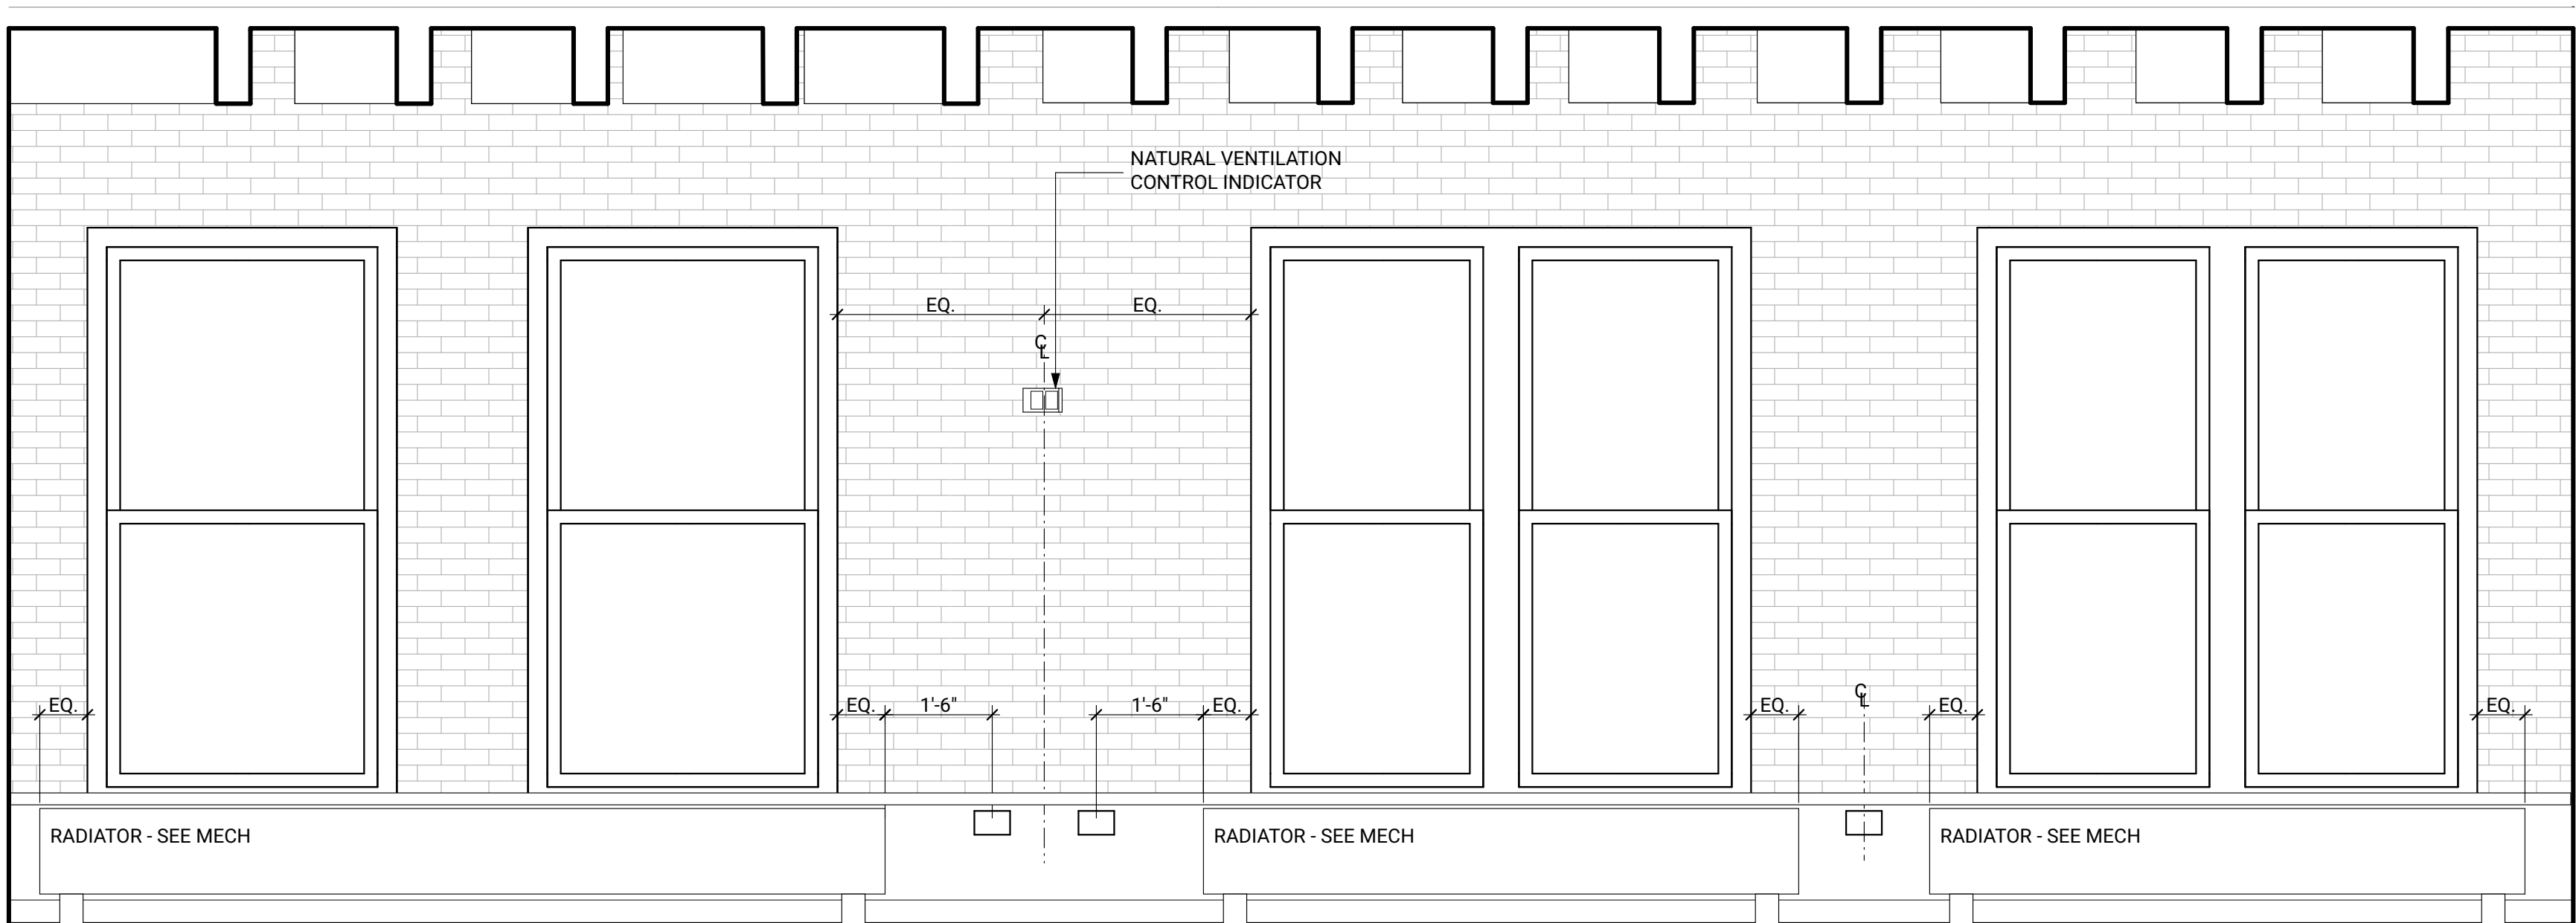 NATURAL VENTILATION
CONTROL INDICATOR
EQ. EQ.
CL
CL
EQ. EQ. 1'-6" 1'-6" EQ. EQ. EQ. EQ.
RADIATOR - SEE MECH RADIATOR - SEE MECH RADIATOR - SEE MECH